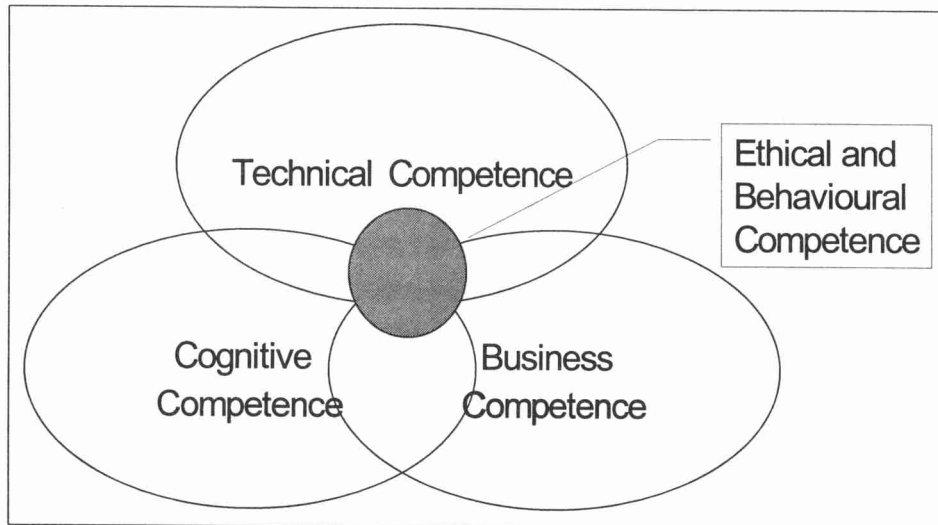 Technical Competence
Ethical and
Behavioural
Competence
Cognitive
Competence
Business
Competence